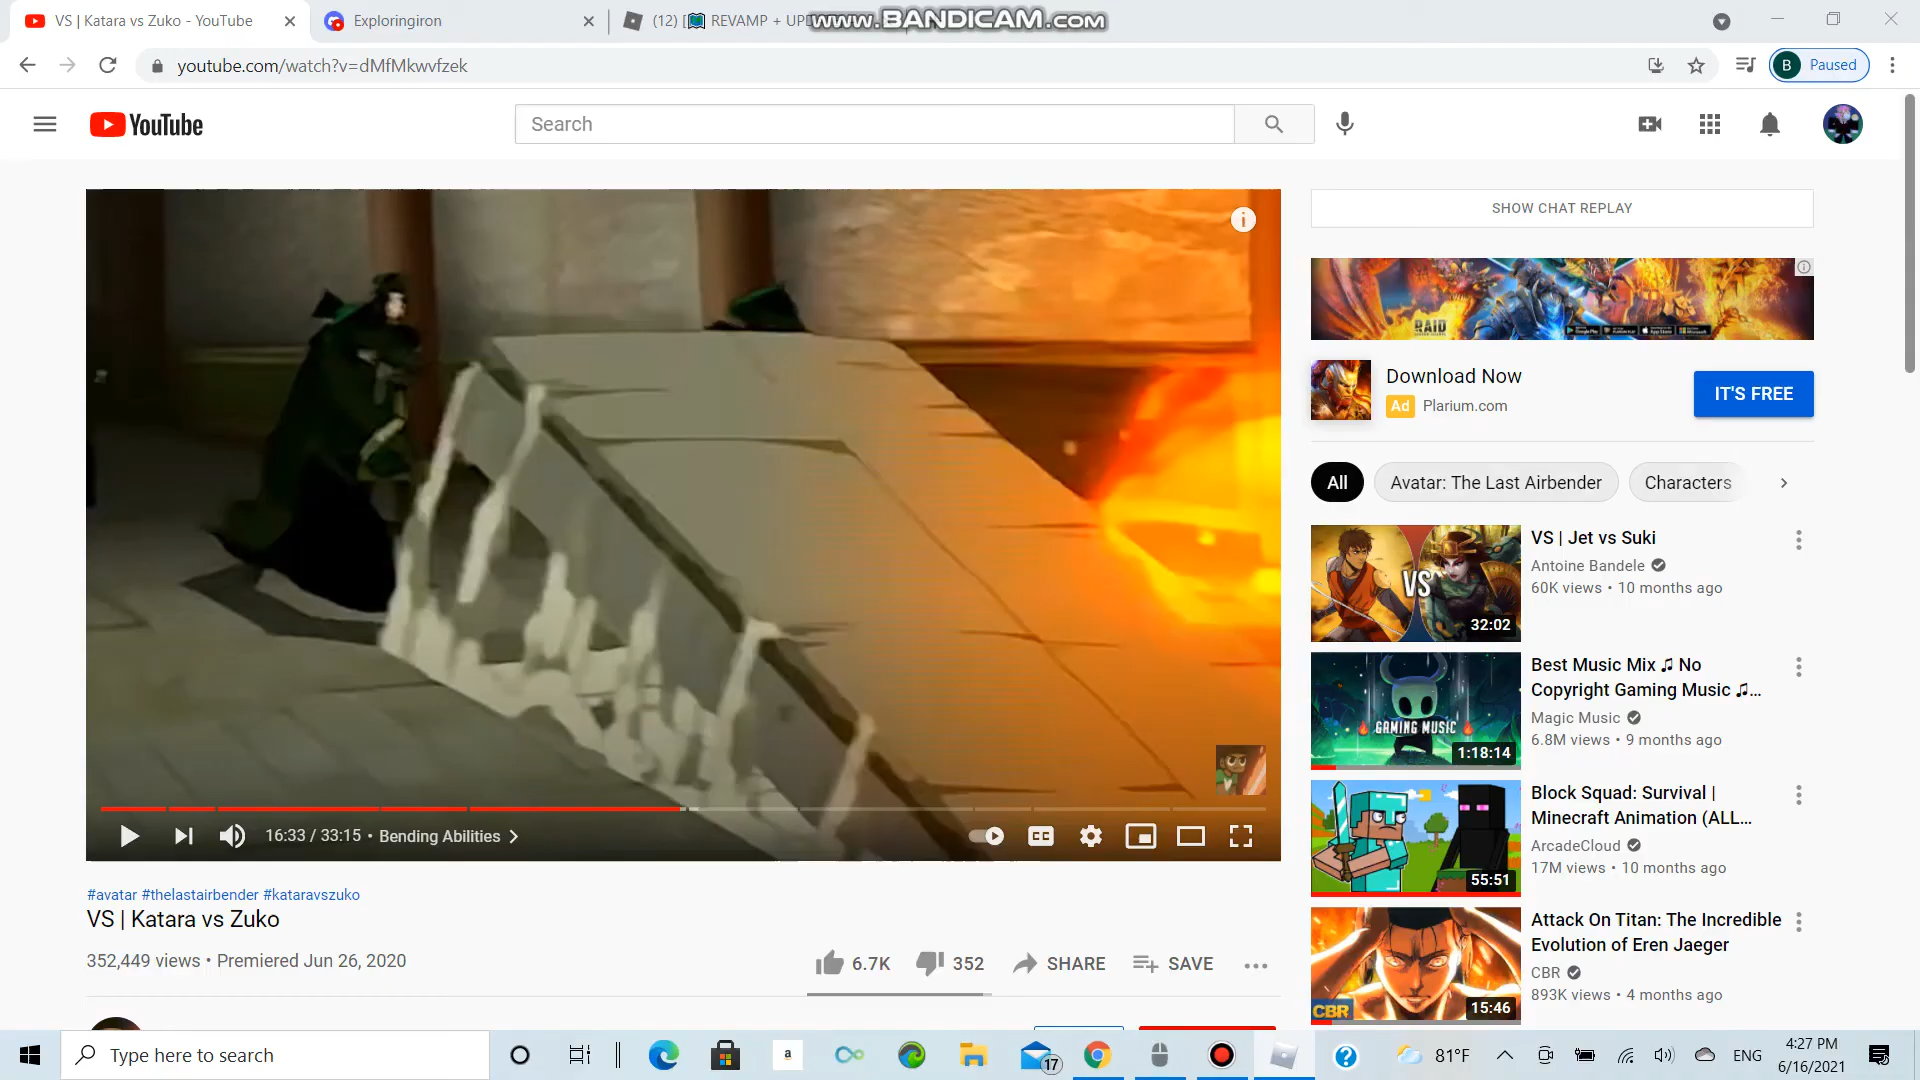 VS | Katara vs Zuko - YouTube
Exploringiron
(12) [ REVAMP + UP
www.BANDICAM.com
youtube.com/watch?v=dMfMkwvfzek
B Paused
YouTube
Search
SHOW CHAT REPLAY
RAID
Download Now
Ad Plarium.com
IT'S FREE
All
Avatar: The Last Airbender
Characters
VS
32:02
VS | Jet vs Suki
Antoine Bandele
60K views • 10 months ago
GAMING MUSIC
1:18:14
Best Music Mix ♫ No
Copyright Gaming Music ♫...
Magic Music
6.8M views • 9 months ago
55:51
Block Squad: Survival |
Minecraft Animation (ALL...
ArcadeCloud
17M views • 10 months ago
CBR
15:46
Attack On Titan: The Incredible
Evolution of Eren Jaeger
CBR
893K views • 4 months ago
16:33 / 33:15 • Bending Abilities
CC
#avatar #thelastairbender #kataravszuko
VS | Katara vs Zuko
352,449 views • Premiered Jun 26, 2020
6.7K
352
SHARE
SAVE
Type here to search
a
17
81°F
ENG
4:27 PM
6/16/2021